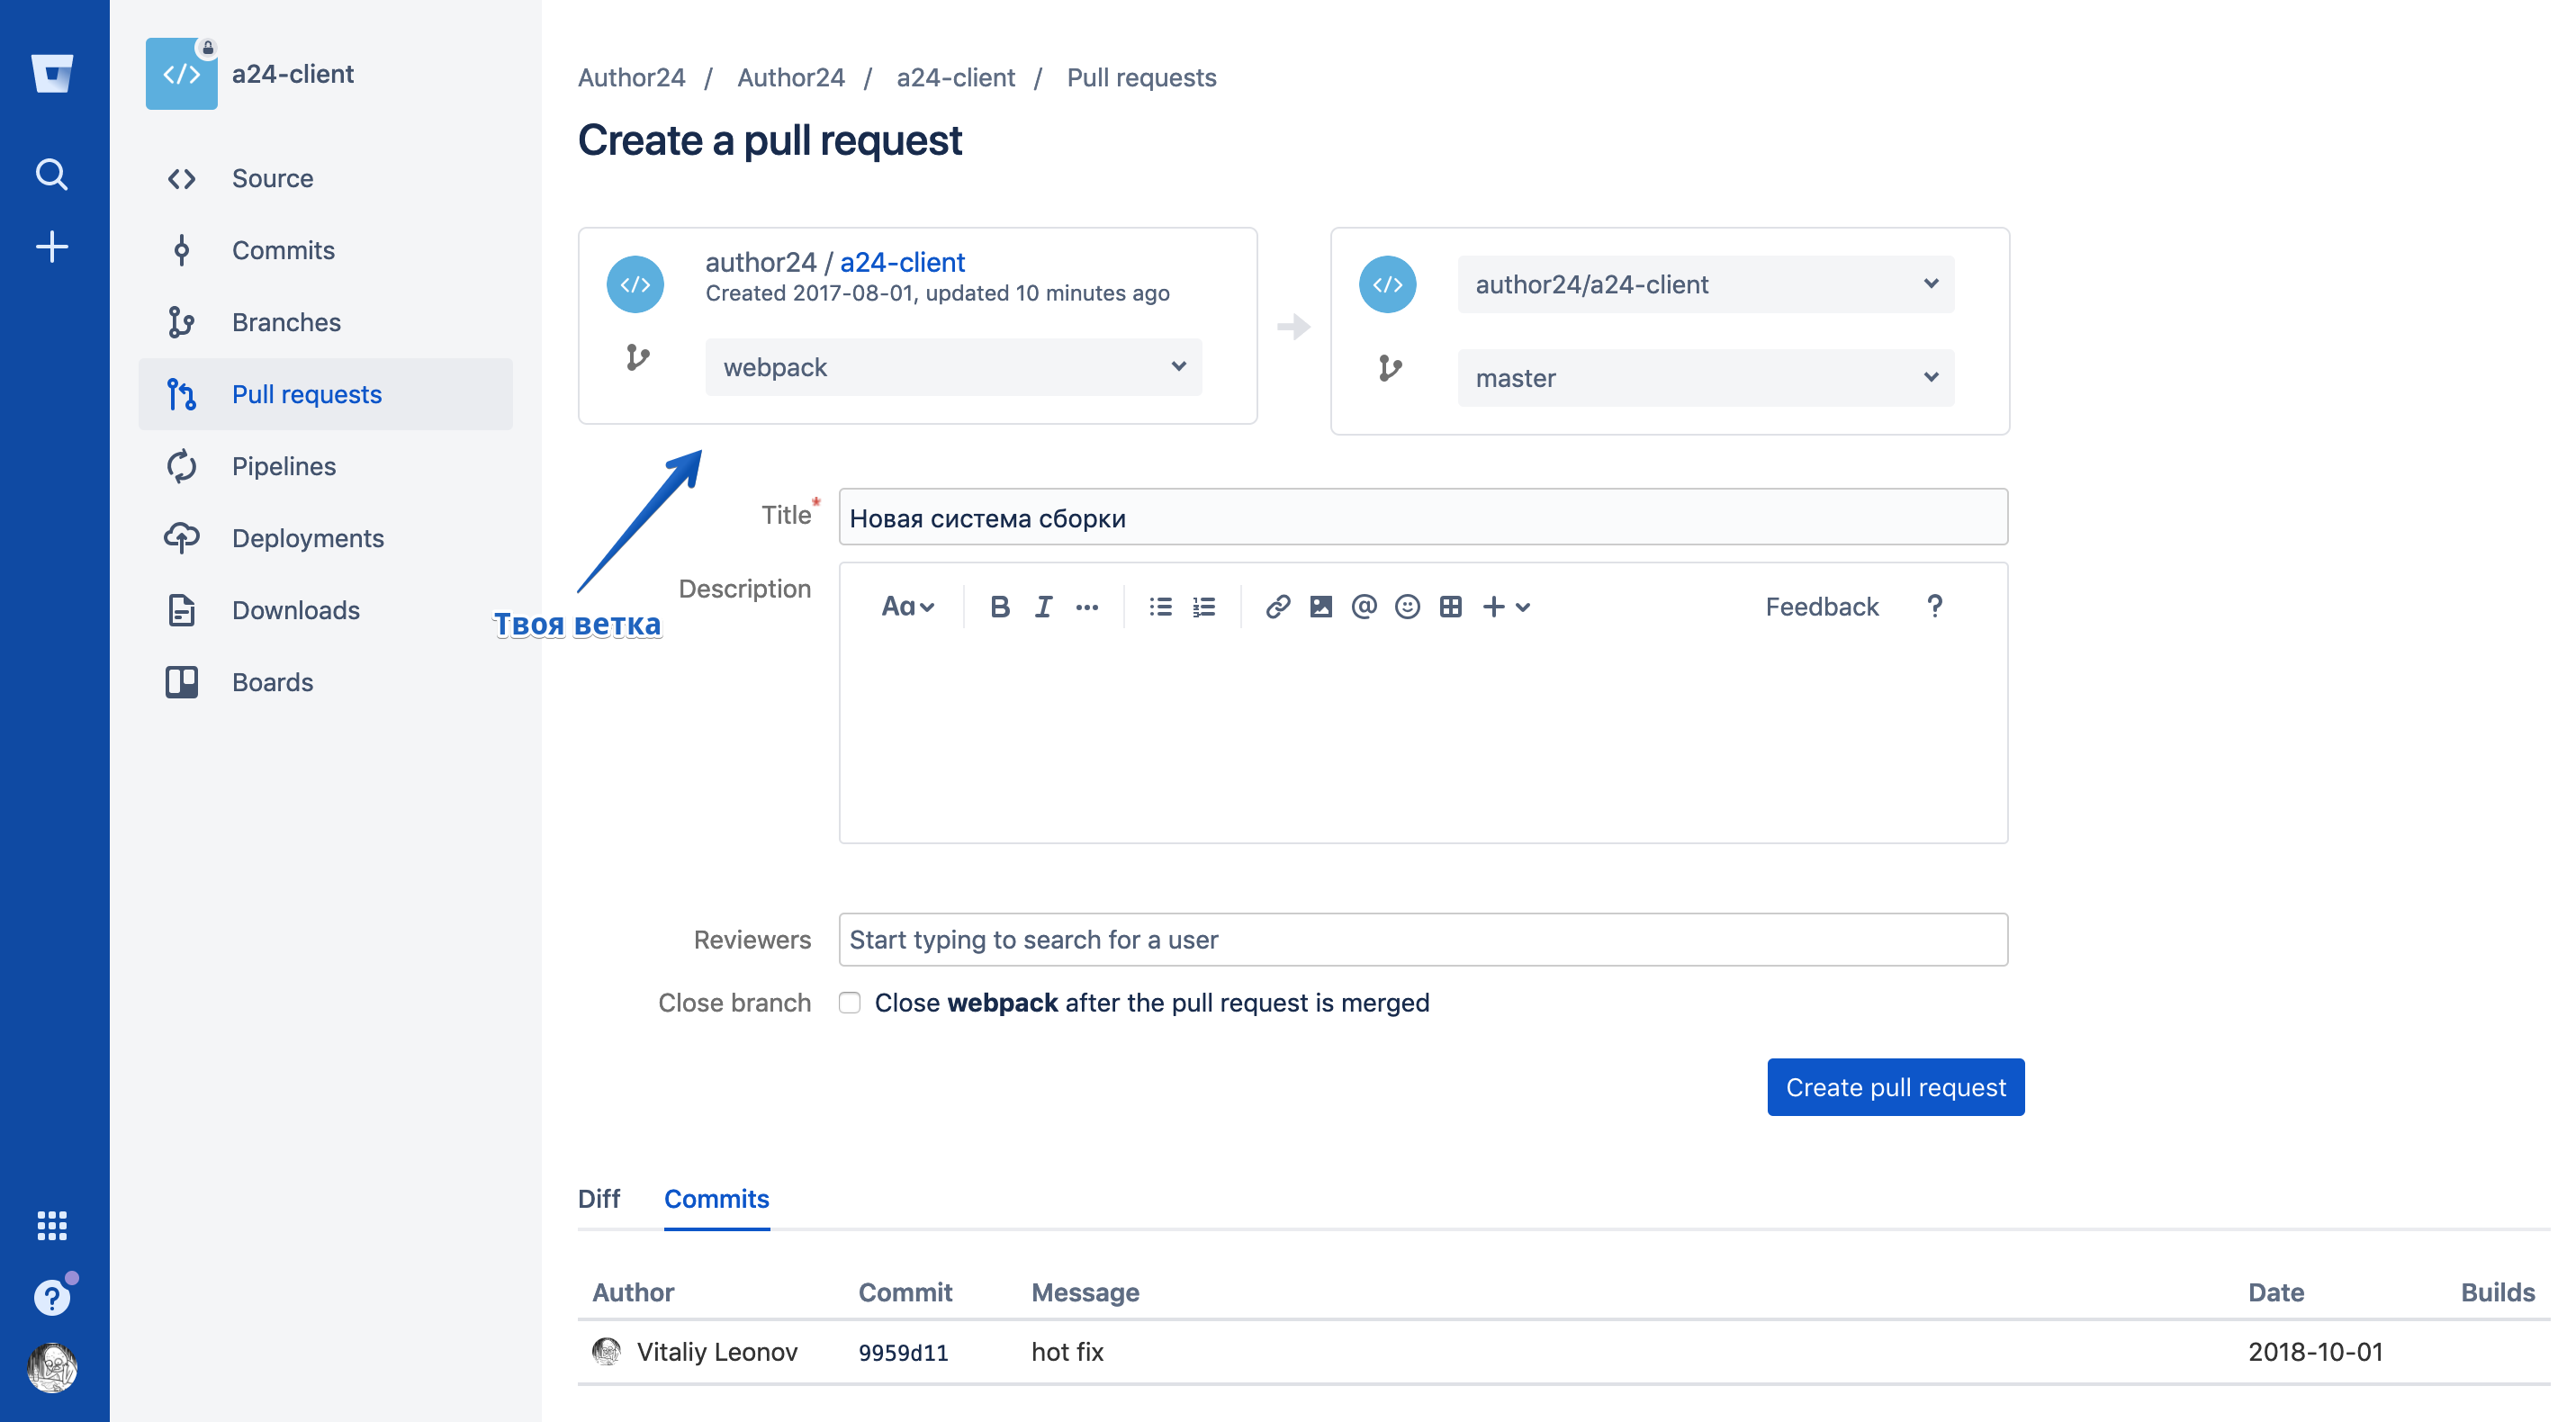 a24-client
Source
Commits
Branches
Pull requests
Pipelines
Deployments
Downloads
Boards
Author24 / Author24 / a24-client / Pull requests
Create a pull request
author24 / a24-client
Created 2017-08-01, updated 10 minutes ago
webpack
author24/a24-client
master
Твоя ветка
Title*
Новая система сборки
Description
Aa
B I ...
Feedback ?
Reviewers
Start typing to search for a user
Close branch
Close webpack after the pull request is merged
Create pull request
Diff Commits
Author Commit Message Date Builds
Vitaliy Leonov 9959d11 hot fix 2018-10-01